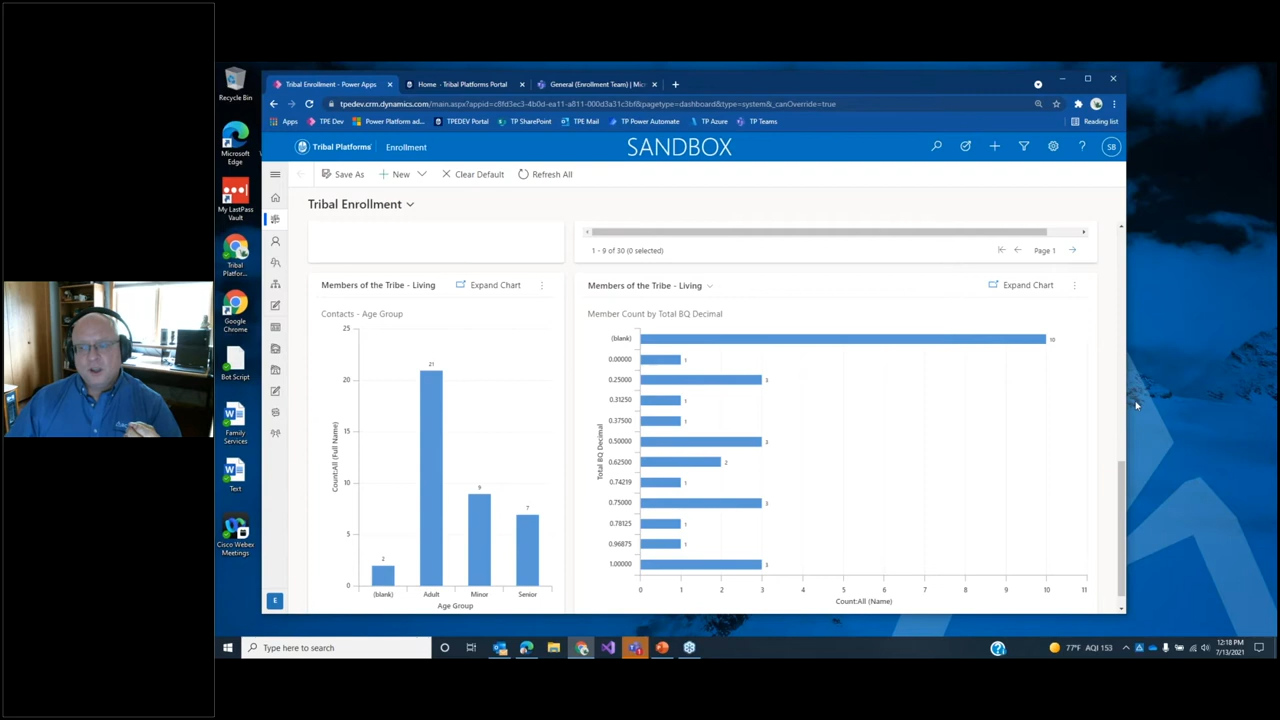 Recycle Bin
Microsoft Edge
My LastPass Vault
Tribal Platfor...
Google Chrome
Bot Script
Family Services
Text
Cisco Webex Meetings
Tribal Enrollment - Power Apps
Home - Tribal Platforms Portal
General (Enrollment Team) | Mic
tpedev.crm.dynamics.com/main.aspx?appid=c8fd3ec3-4b0d-ea11-a811-000d3a31c3bf&pagetype=dashboard&type=system&_canOverride=true
Apps TPE Dev Power Platform ad... TPEDEV Portal TP SharePoint TPE Mail TP Power Automate TP Azure TP Teams Reading list
Tribal Platforms Enrollment SANDBOX SB
Save As New Clear Default Refresh All
Tribal Enrollment
1 - 9 of 30 (0 selected) Page 1
Members of the Tribe - Living Expand Chart
Contacts - Age Group
25
20
15
10
5
0
Count:All (Full Name)
2
21
9
7
(blank) Adult Minor Senior
Age Group
Members of the Tribe - Living Expand Chart
Member Count by Total BQ Decimal
Total BQ Decimal
(blank) 10
0.00000 1
0.25000 3
0.31250 1
0.37500 1
0.50000 3
0.62500 2
0.74219 1
0.75000 3
0.78125 1
0.96875 1
1.00000 3
0 1 2 3 4 5 6 7 8 9 10 11
Count:All (Name)
E
Type here to search
77°F AQI 153
12:18 PM
7/13/2021